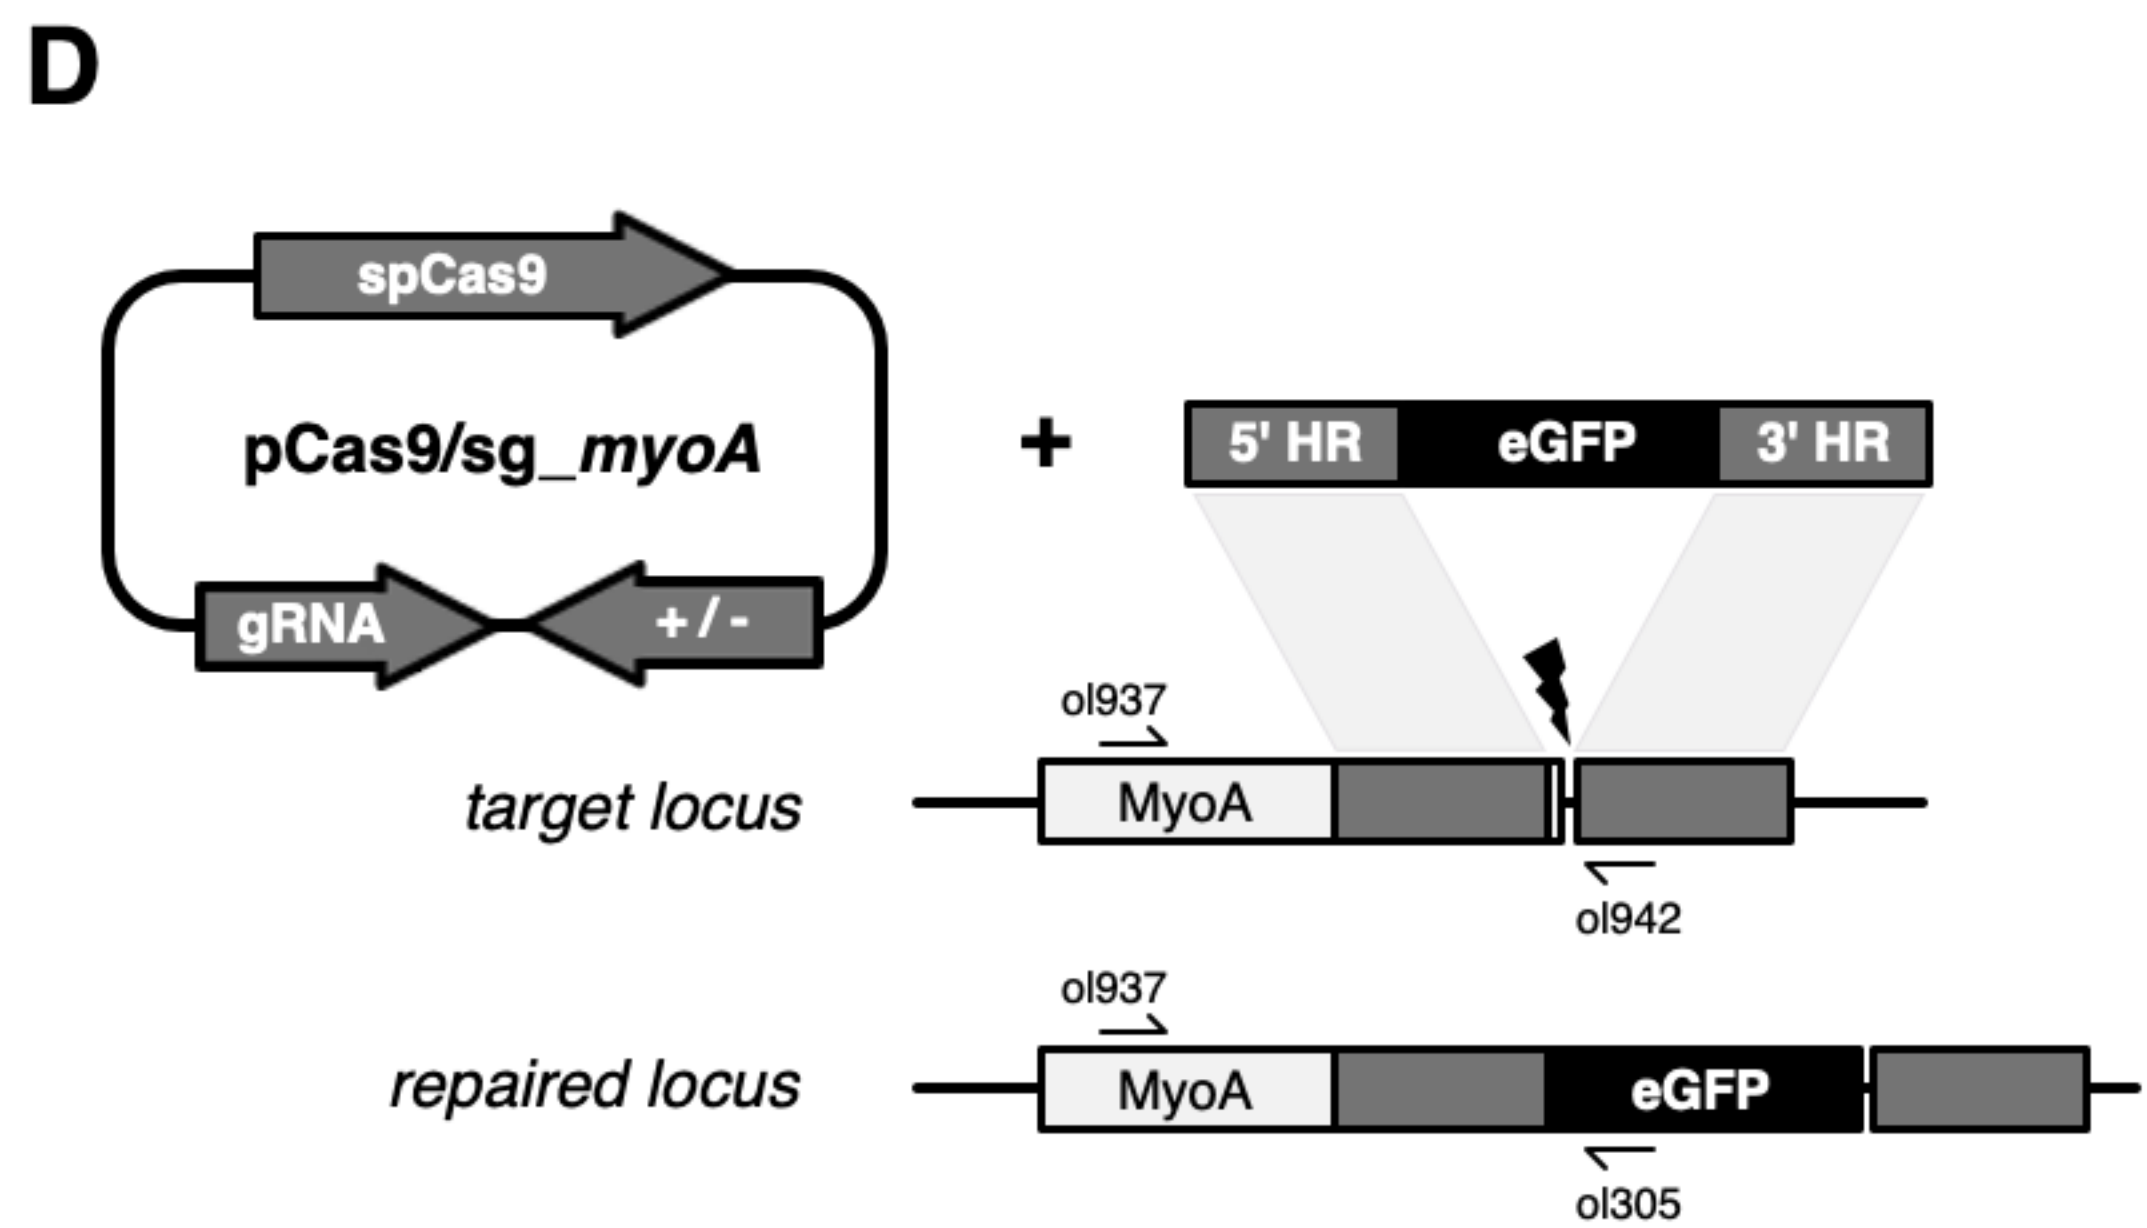 D
spCas9
pCas9/sg_myoA
gRNA
+ / -
+
5' HR
eGFP
3' HR
ol937
target locus
MyoA
ol942
ol937
repaired locus
MyoA
eGFP
ol305